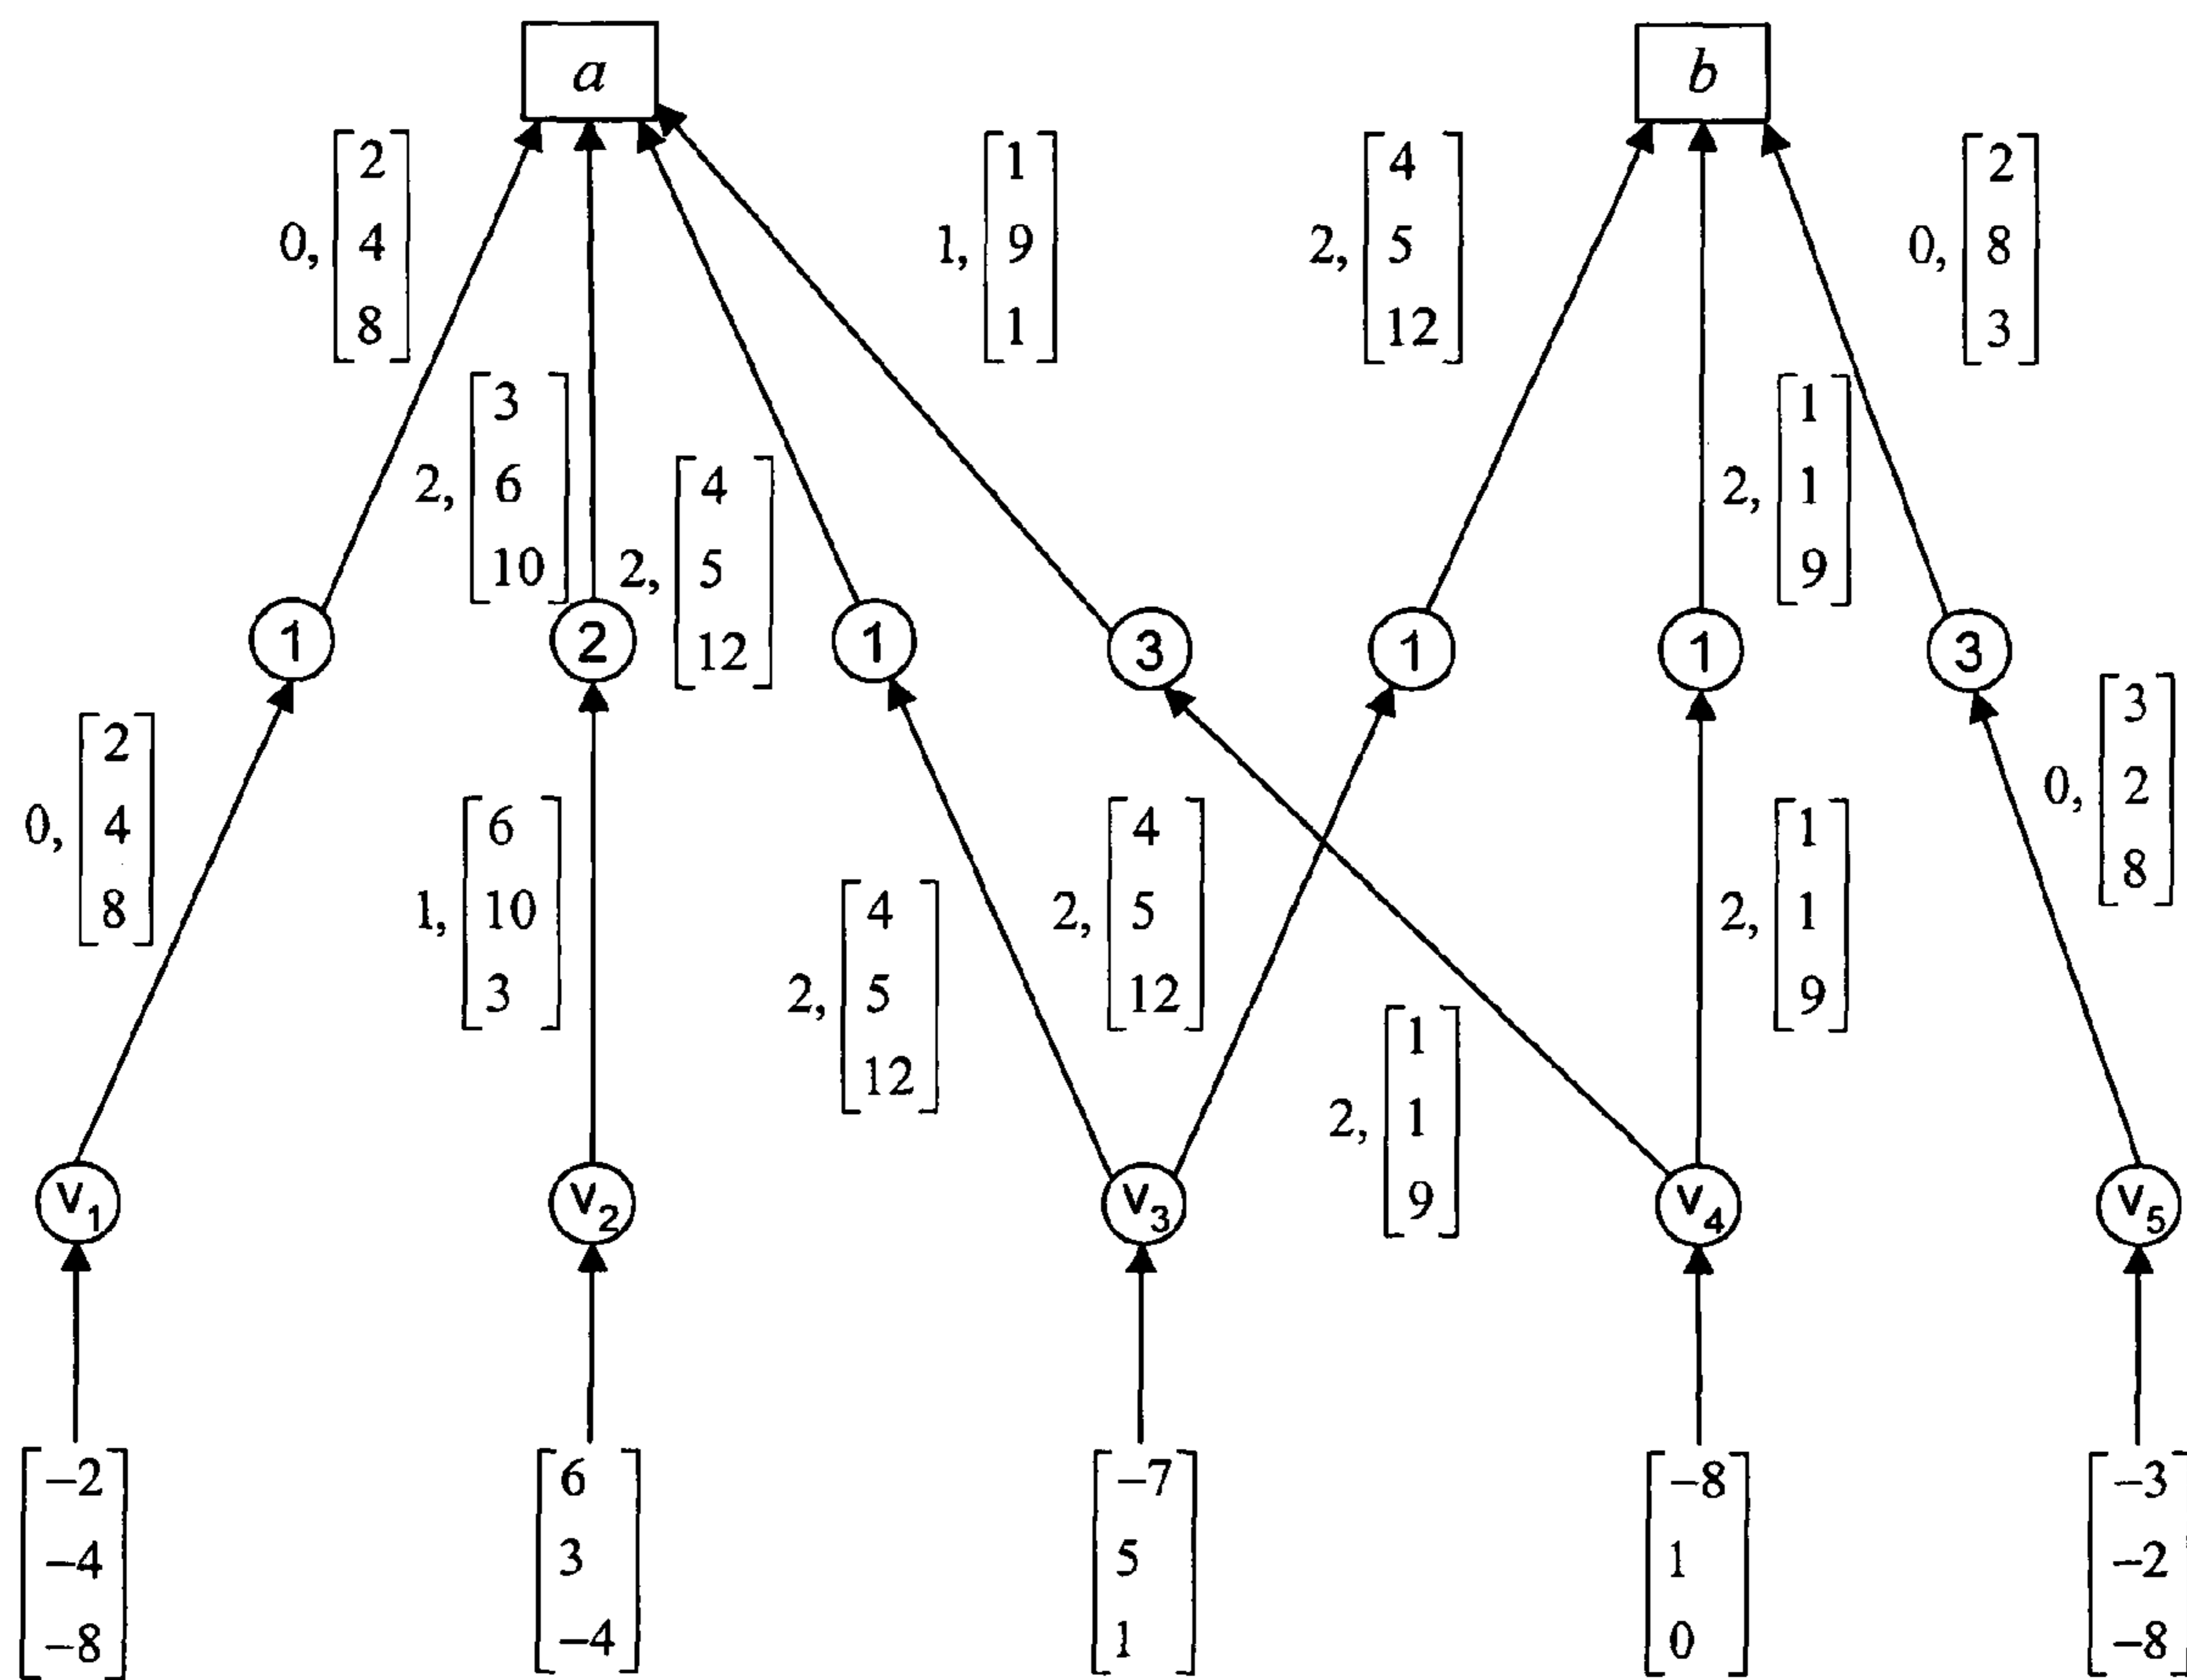 a b
0, [2 4 8]
1, [1 9 1]
2, [4 5 12]
0, [2 8 3]
2, [3 6 10]
2, [4 5 12]
2, [1 1 9]
1 2 1 3 1 1 3
0, [2 4 8]
1, [6 10 3]
2, [4 5 12]
2, [4 5 12]
2, [1 1 9]
2, [1 1 9]
0, [3 2 8]
V1 V2 V3 V4 V5
[-2 -4 -8]
[6 3 -4]
[-7 5 1]
[-8 1 0]
[-3 -2 -8]